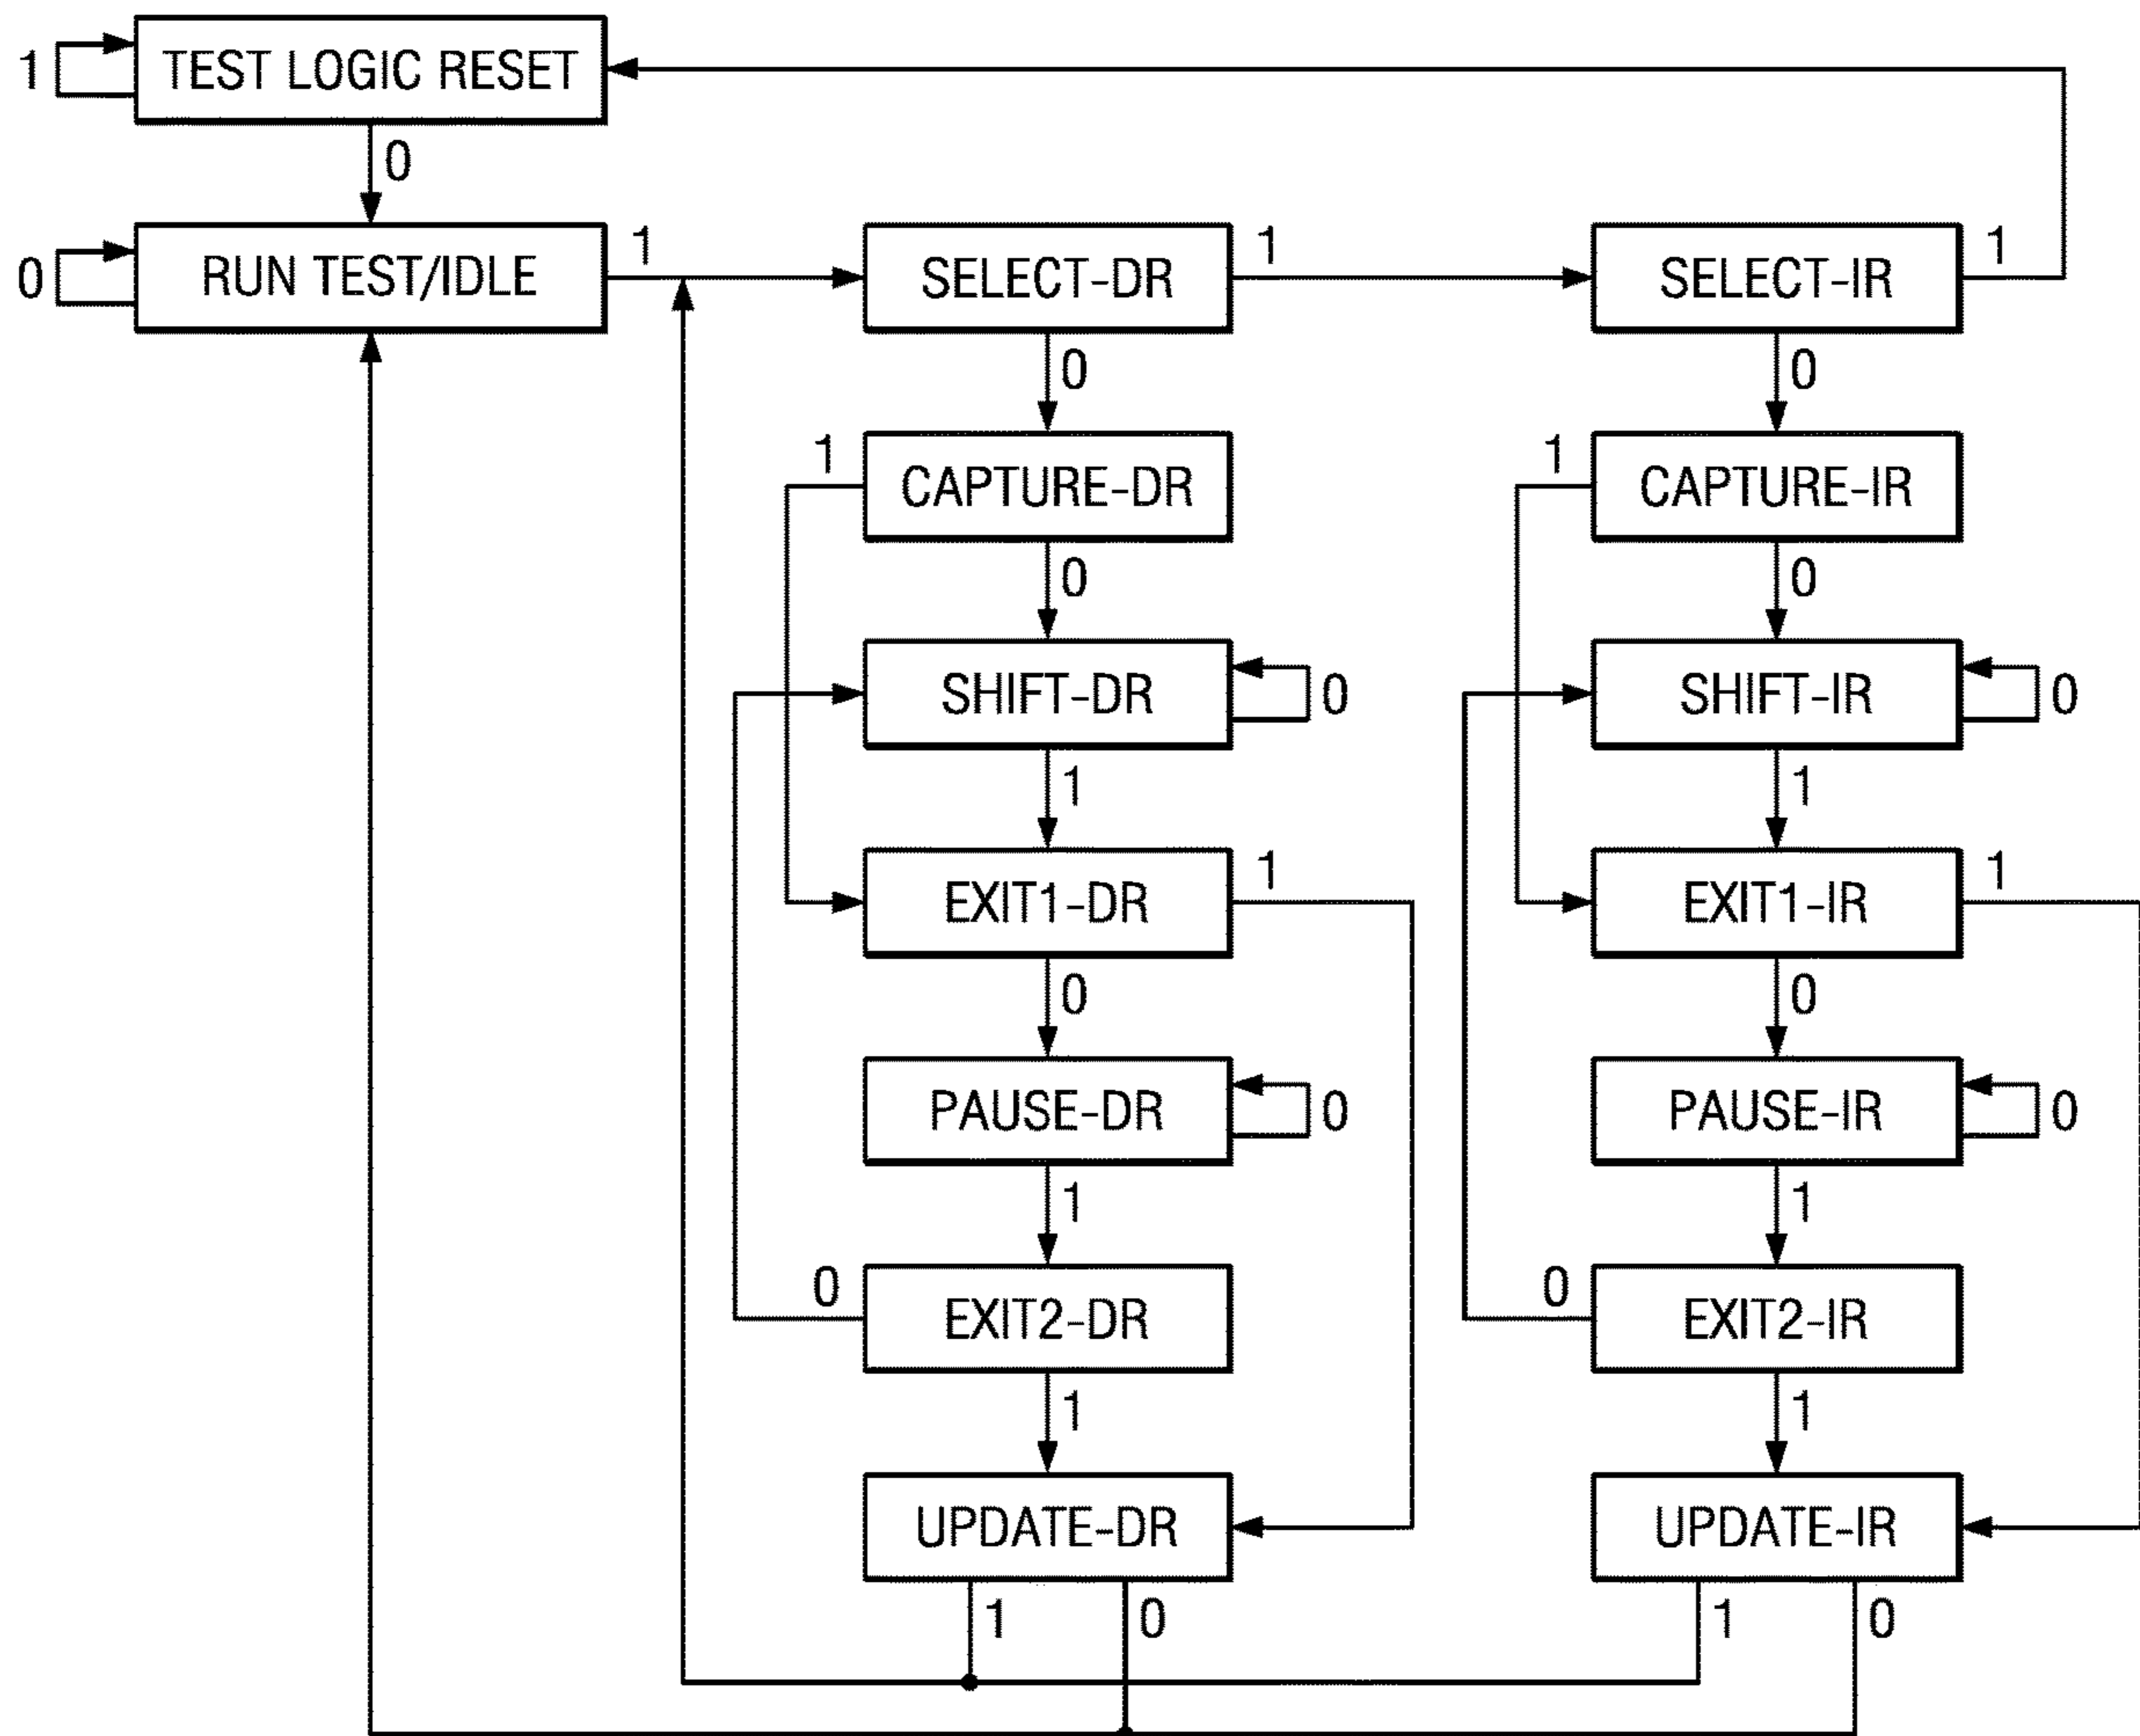 TEST LOGIC RESET
1
0
RUN TEST/IDLE
0
1
SELECT-DR
1
SELECT-IR
1
0
0
1
CAPTURE-DR
1
CAPTURE-IR
0
0
SHIFT-DR
0
SHIFT-IR
0
1
1
EXIT1-DR
1
EXIT1-IR
1
0
0
PAUSE-DR
0
PAUSE-IR
0
1
1
0
EXIT2-DR
0
EXIT2-IR
1
1
UPDATE-DR
UPDATE-IR
1
0
1
0